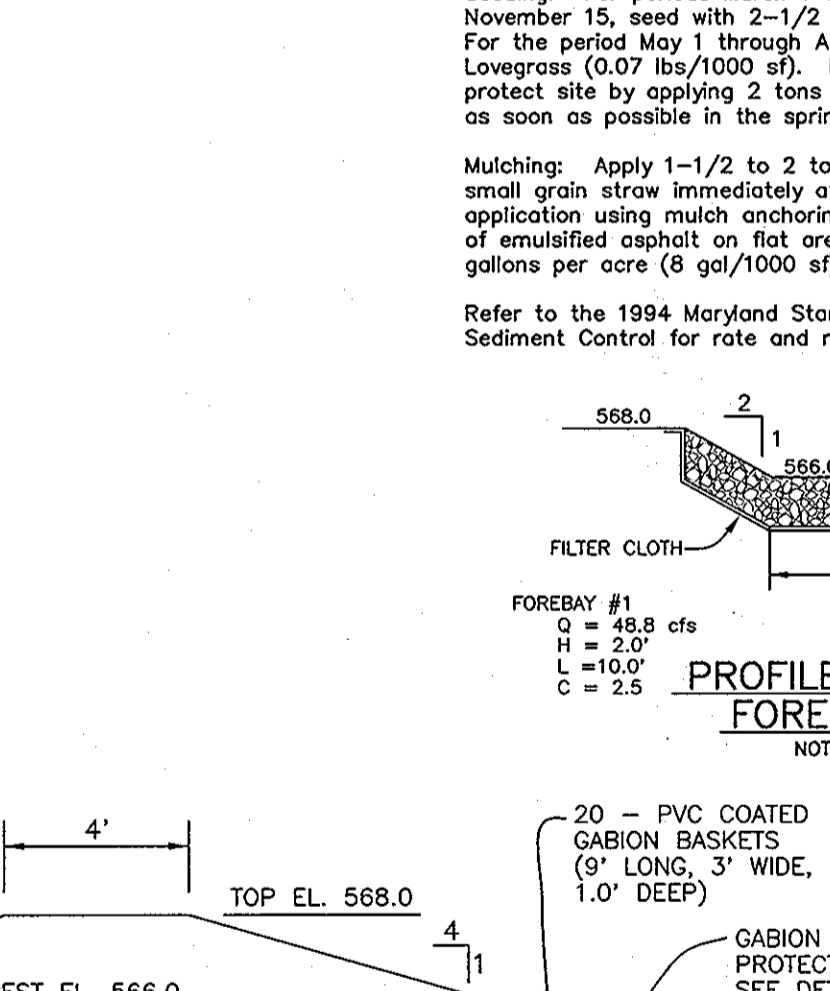 November 15, seed with 2-1/2
For the period May 1 through A
Lovegrass (0.07 lbs/1000 sf).
protect site by applying 2 tons
as soon as possible in the sprin
Mulching: Apply 1-1/2 to 2 to
small grain straw immediately a
application using mulch anchorin
of emulsified asphalt on flat are
gallons per acre (8 gal/1000 sf
Refer to the 1994 Maryland Sta
Sediment Control for rate and r
568.0
2
1
566.0
FILTER CLOTH
FOREBAY #1
Q = 48.8 cfs
H = 2.0'
L =10.0'
C = 2.5
PROFILE
FORE
NOT
4'
TOP EL. 568.0
4
1
20 - PVC COATED
GABION BASKETS
(9' LONG, 3' WIDE,
1.0' DEEP)
GABION
PROTECT
SEE DET
EST EL. 566.0